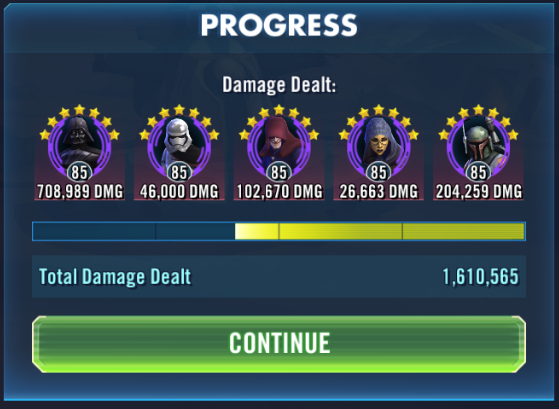 PROGRESS
Damage Dealt:
85 85 85 85 85
708,989 DMG 46,000 DMG 102,670 DMG 26,663 DMG 204,259 DMG
Total Damage Dealt 1,610,565
CONTINUE